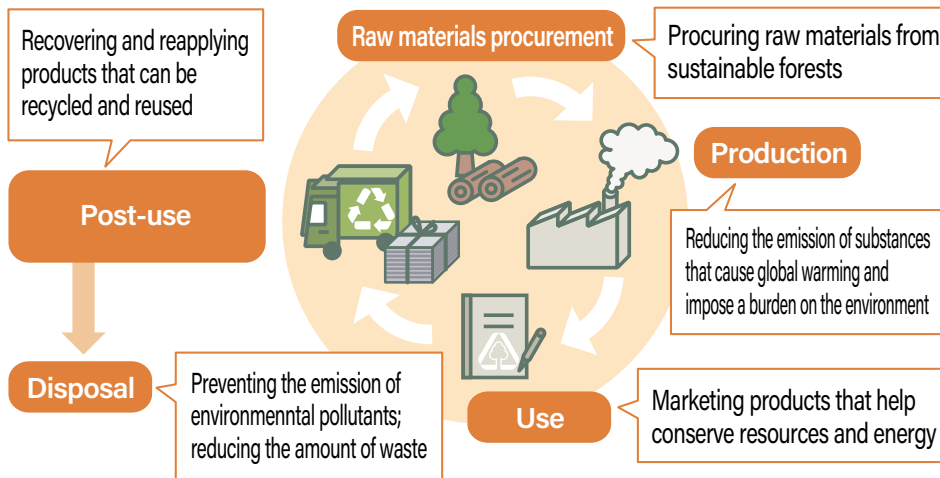 Raw materials procurement
Procuring raw materials from
sustainable forests
Production
Reducing the emission of substances
that cause global warming and
impose a burden on the environment
Use
Marketing products that help
conserve resources and energy
Recovering and reapplying
products that can be
recycled and reused
Post-use
Disposal
Preventing the emission of
environmenntal pollutants;
reducing the amount of waste